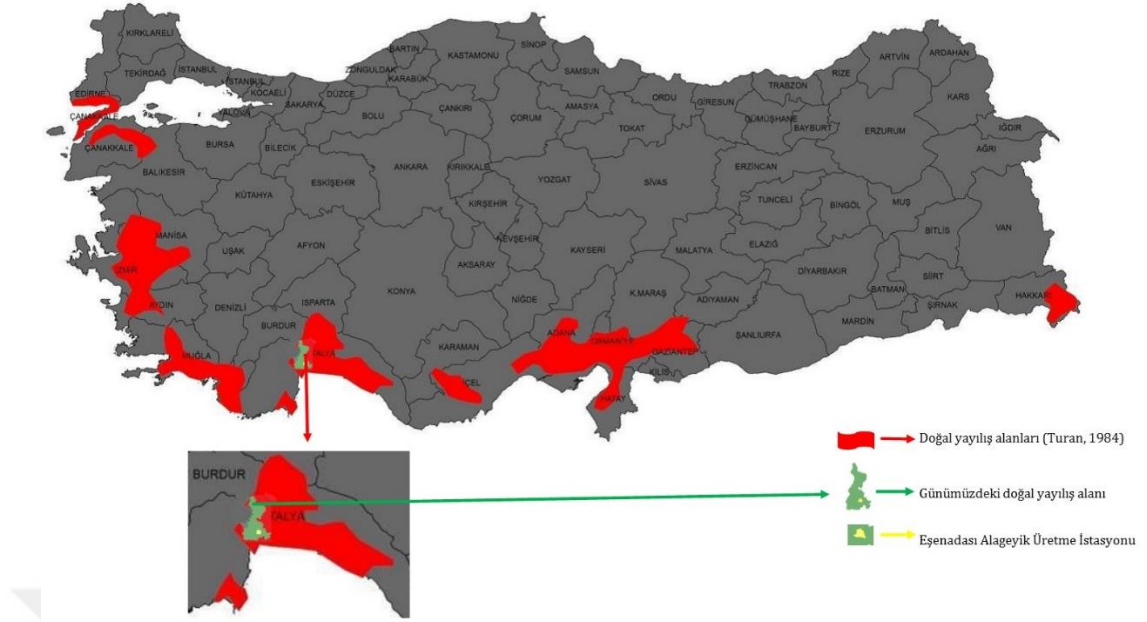 KIRKLARELİ
TEKİRDAĞ
İSTANBUL
EDİRNE
ÇANAKKALE
ÇANAKKALE
İSTANBUL
KOCAELİ
YALOVA
SAKARYA
DÜZCE
ZONGULDAK
BARTIN
KARABÜK
KASTAMONU
SİNOP
SAMSUN
ORDU
GİRESUN
TRABZON
RİZE
ARTVİN
ARDAHAN
KARS
IĞDIR
AĞRI
ERZURUM
BAYBURT
GÜMÜŞHANE
TOKAT
AMASYA
ÇORUM
ÇANKIRI
BOLU
BİLECİK
BURSA
BALIKESİR
KÜTAHYA
ESKİŞEHİR
ANKARA
KIRIKKALE
YOZGAT
SİVAS
ERZİNCAN
TUNCELİ
BİNGÖL
MUŞ
BİTLİS
VAN
HAKKARİ
SİİRT
ŞIRNAK
BATMAN
MARDİN
DİYARBAKIR
ELAZIĞ
MALATYA
ADIYAMAN
ŞANLIURFA
K.MARAŞ
GAZİANTEP
KİLİS
HATAY
OSMANİYE
ADANA
KAYSERİ
NEVŞEHİR
KIRŞEHİR
AKSARAY
NİĞDE
KONYA
KARAMAN
İÇEL
AFYON
UŞAK
MANİSA
İZMİR
AYDIN
DENİZLİ
ISPARTA
BURDUR
MUĞLA
TALYA
BURDUR
TALYA
Doğal yayılış alanları (Turan, 1984)
Günümüzdeki doğal yayılış alanı
Eşenadası Alageyik Üretme İstasyonu